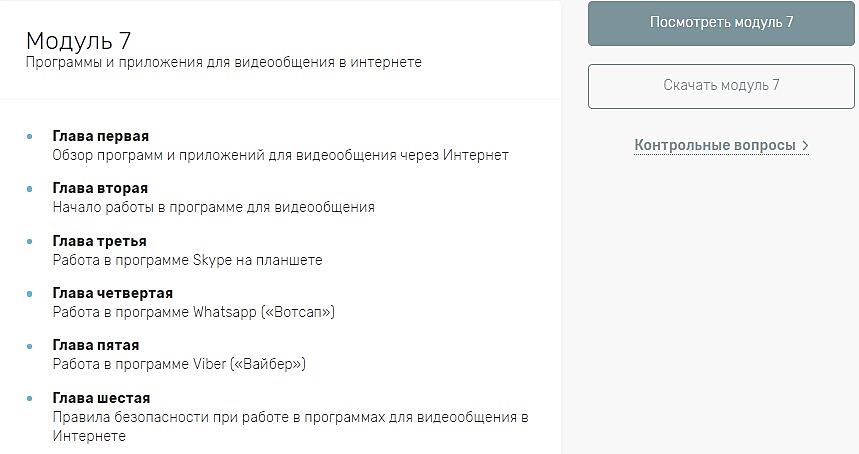 Модуль 7
Программы и приложения для видеообщения в интернете
Глава первая
Обзор программ и приложений для видеообщения через Интернет
Глава вторая
Начало работы в программе для видеообщения
Глава третья
Работа в программе Skype на планшете
Глава четвертая
Работа в программе Whatsapp («Вотсап»)
Глава пятая
Работа в программе Viber («Вайбер»)
Глава шестая
Правила безопасности при работе в программах для видеообщения в
Интернете
Посмотреть модуль 7
Скачать модуль 7
Контрольные вопросы >